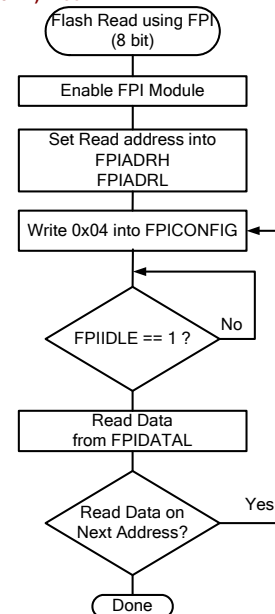 Flash Read using FPI
(8 bit)
Enable FPI Module
Set Read address into
FPIADRH
FPIADRL
Write 0x04 into FPICONFIG
FPIIDLE == 1 ?
No
Read Data
from FPIDATAL
Read Data on
Next Address?
Yes
Done